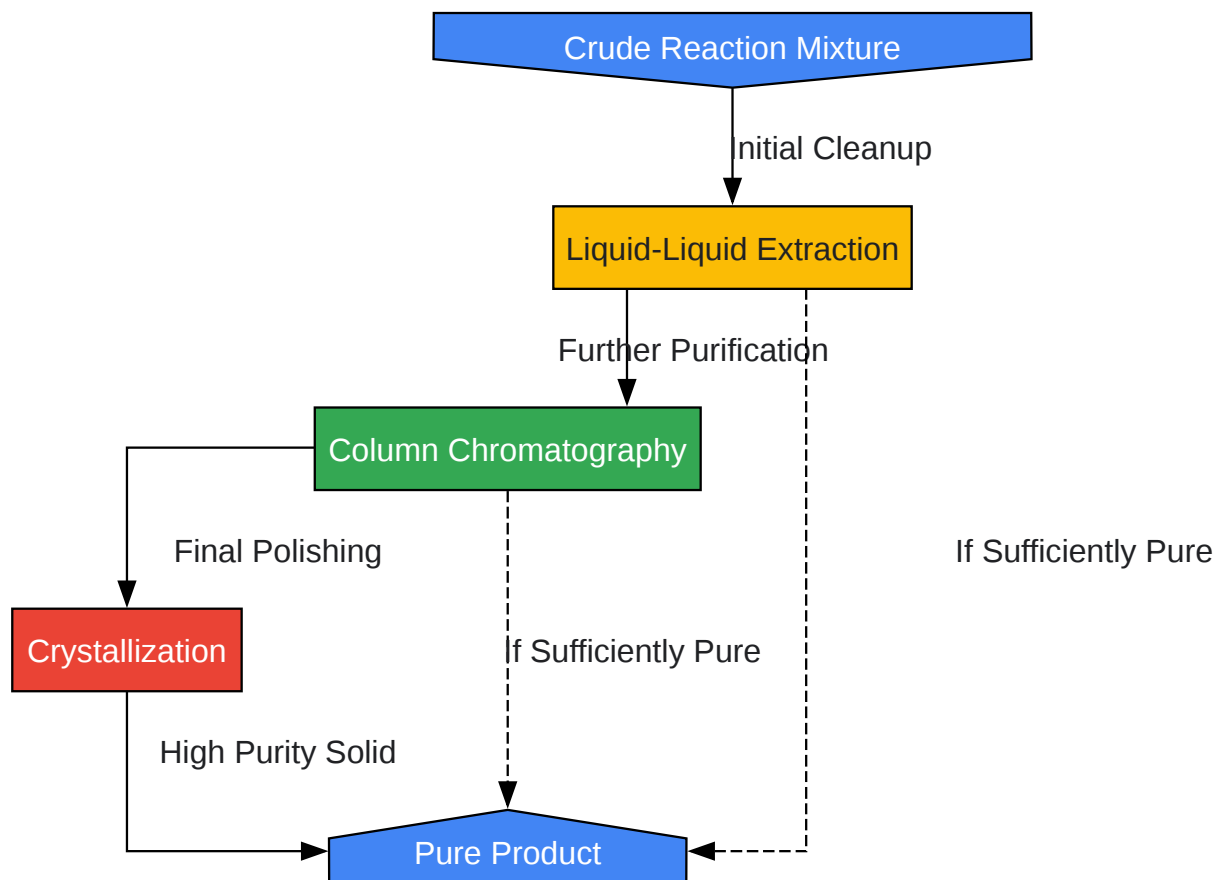 Crude Reaction Mixture
Initial Cleanup
Liquid-Liquid Extraction
Further Purification
Column Chromatography
Final Polishing
If Sufficiently Pure
Crystallization
If Sufficiently Pure
High Purity Solid
Pure Product